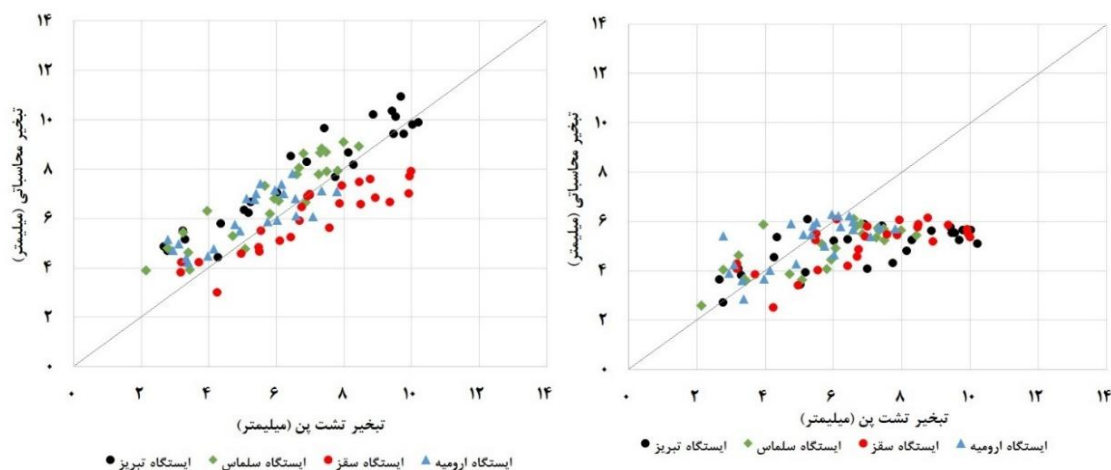 ۱۴
۱۲
۱۰
۸
۶
۴
۲
۰
تبخیر محاسباتی (میلیمتر)
۰ ۲ ۴ ۶ ۸ ۱۰ ۱۲ ۱۴
تبخیر تشت پن (میلیمتر)
ایستگاه تبریز ایستگاه سلماس ایستگاه سقز ایستگاه ارومیه
۱۴
۱۲
۱۰
۸
۶
۴
۲
۰
تبخیر محاسباتی (میلیمتر)
۰ ۲ ۴ ۶ ۸ ۱۰ ۱۲ ۱۴
تبخیر تشت پن (میلیمتر)
ایستگاه تبریز ایستگاه سلماس ایستگاه سقز ایستگاه ارومیه